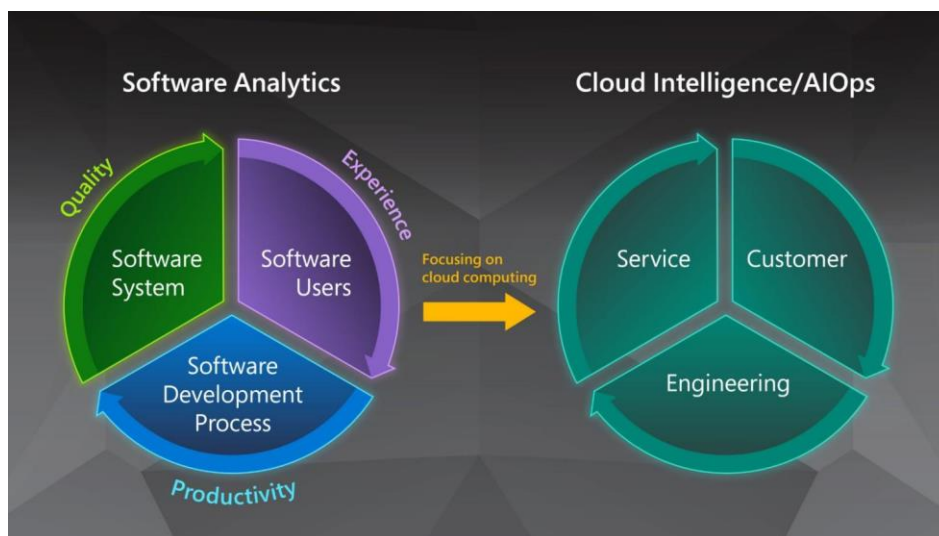 Software Analytics
Quality
Experience
Software
System
Software
Users
Software
Development
Process
Productivity
Focusing on
cloud computing
Cloud Intelligence/AIOps
Service
Customer
Engineering